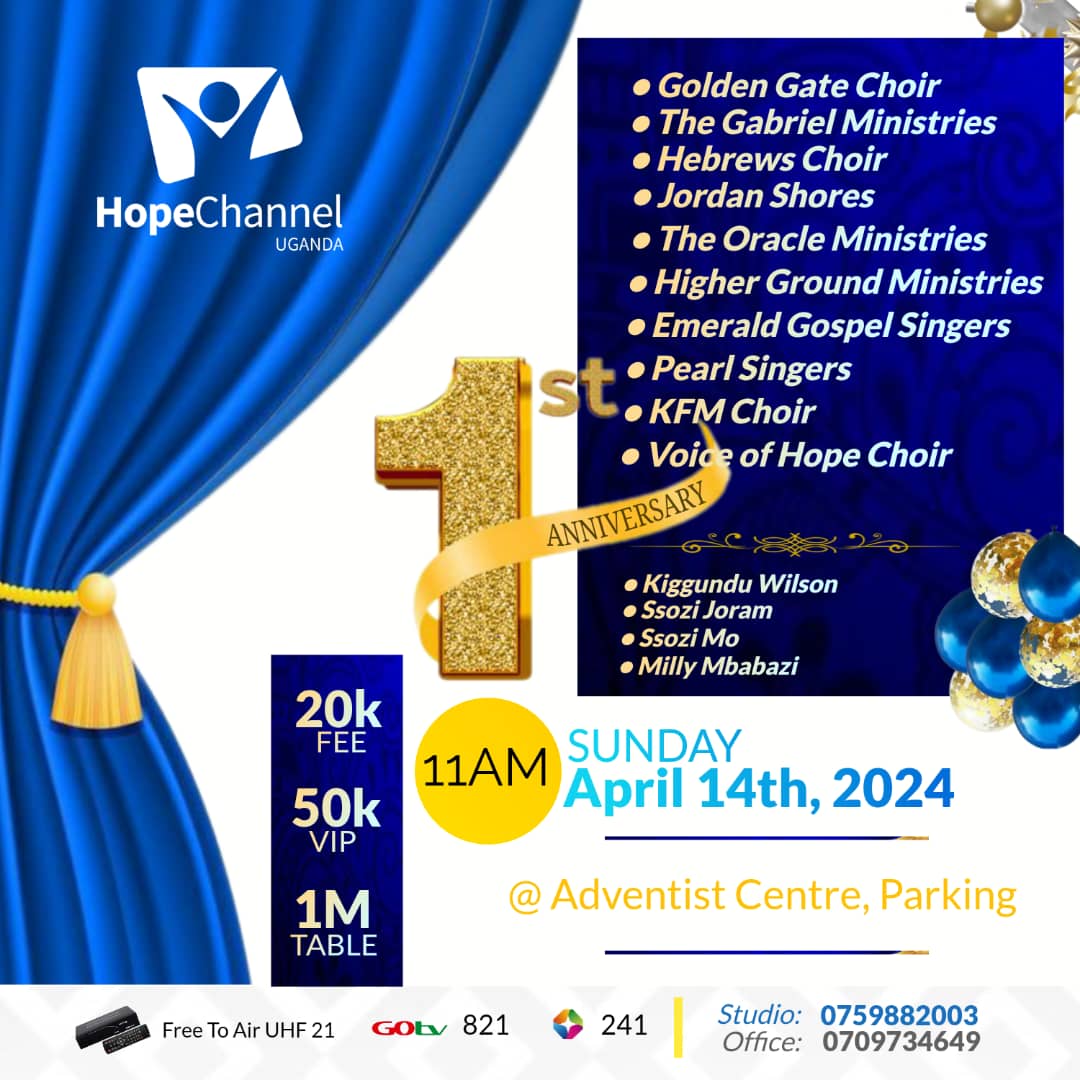 HopeChannel
UGANDA
• Golden Gate Choir
• The Gabriel Ministries
• Hebrews Choir
• Jordan Shores
• The Oracle Ministries
• Higher Ground Ministries
• Emerald Gospel Singers
• Pearl Singers
• KFM Choir
• Voice of Hope Choir
1st
ANNIVERSARY
• Kiggundu Wilson
• Ssozi Joram
• Ssozi Mo
• Milly Mbabazi
20k
FEE
50k
VIP
1M
TABLE
11AM
SUNDAY
April 14th, 2024
@ Adventist Centre, Parking
Free To Air UHF 21
GOtv 821
241
Studio: 0759882003
Office: 0709734649